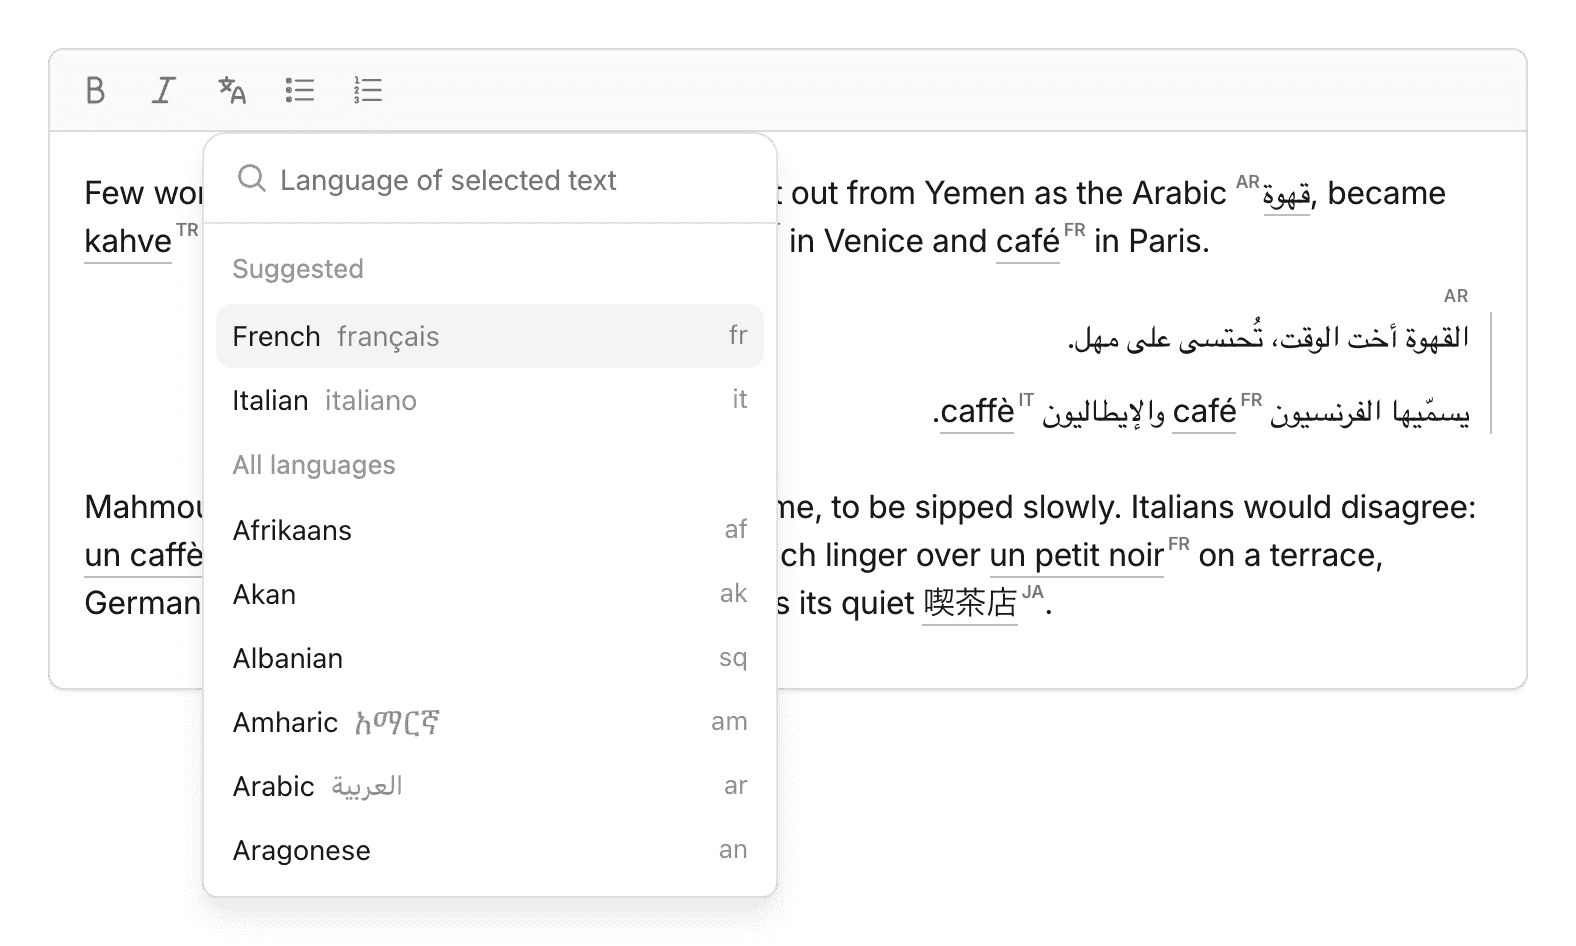 B I
Language of selected text
Suggested
French français fr
Italian italiano it
All languages
Afrikaans af
Akan ak
Albanian sq
Amharic አማርኛ am
Arabic العربية ar
Aragonese an
Few out from Yemen as the Arabic AR قهوة, became
kahve TR in Venice and café FR in Paris.
AR
القهوة أخت الوقت، تُحتسى على مهل.
يسمّيها الفرنسيون café FR والإيطاليون caffè IT.
to be sipped slowly. Italians would disagree:
un caffè linger over un petit noir FR on a terrace,
German its quiet 喫茶店 JA.